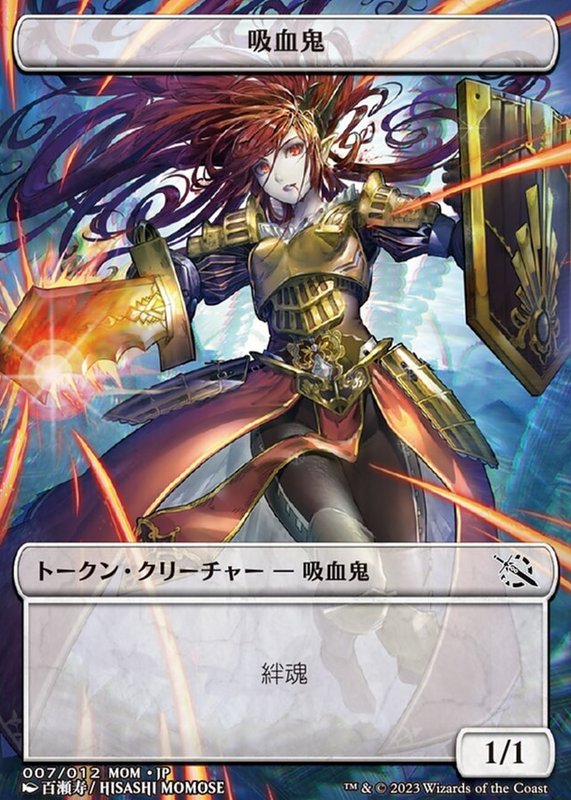 吸血鬼
トークン・クリーチャー — 吸血鬼
絆魂
1/1
007/012 MOM • JP
百瀬寿/ HISASHI MOMOSE
™ & © 2023 Wizards of the Coast